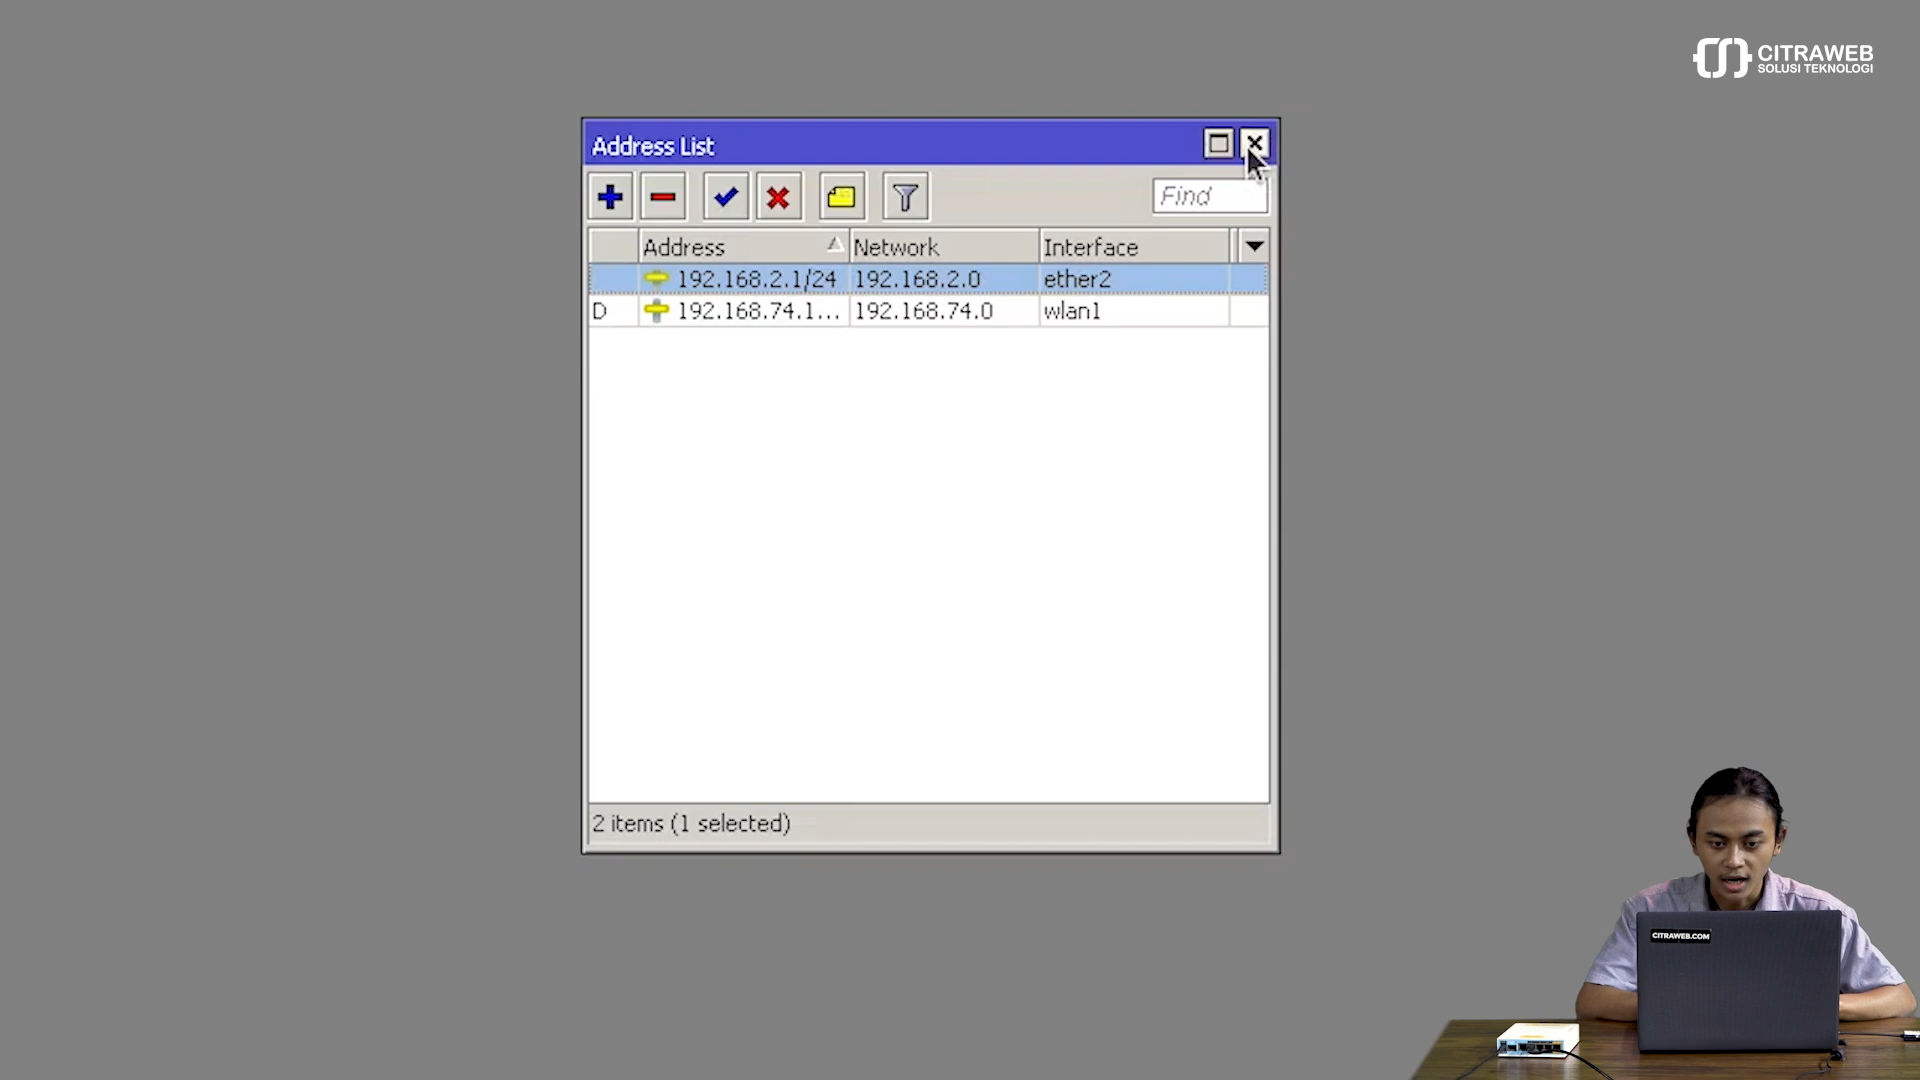 CITRAWEB
SOLUSI TEKNOLOGI
Address List
Find
Address Network Interface
192.168.2.1/24 192.168.2.0 ether2
D 192.168.74.1... 192.168.74.0 wlan1
2 items (1 selected)
CITRAWEB.COM